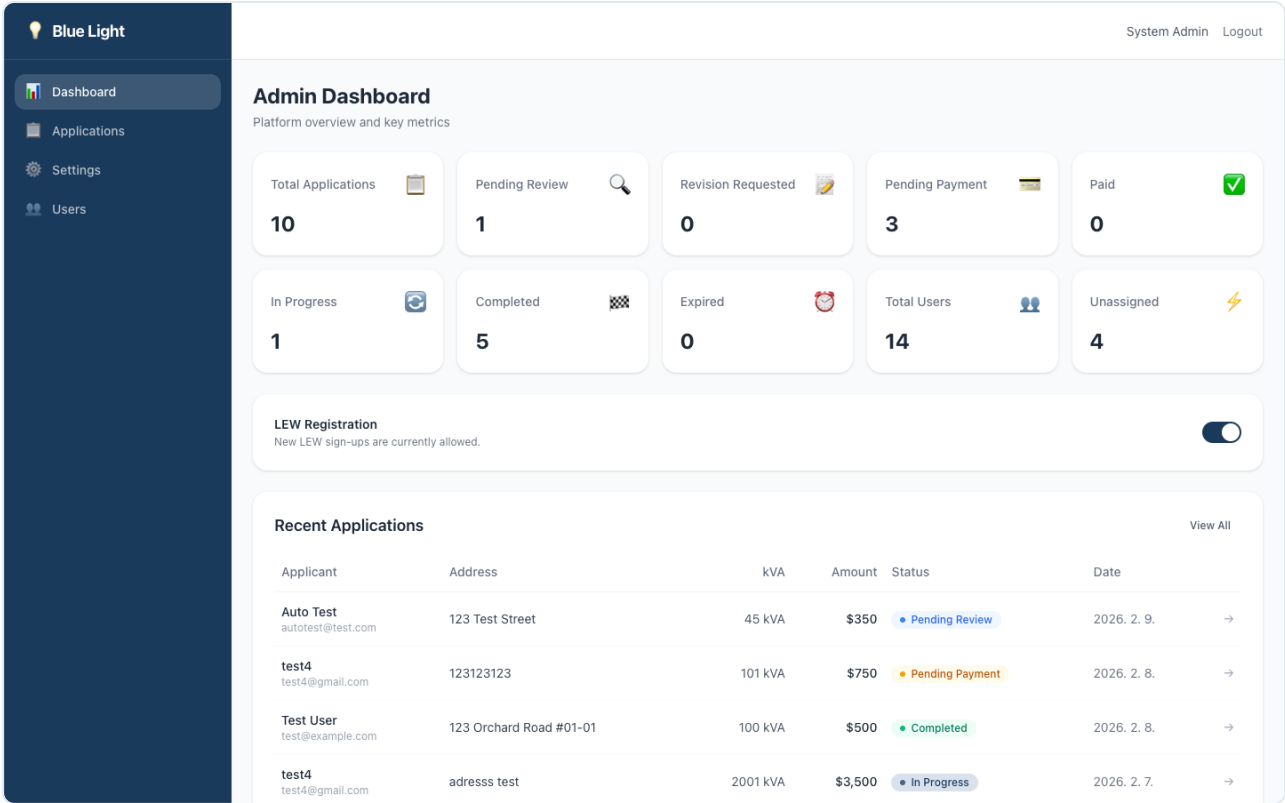 Blue Light
System Admin Logout
Dashboard
Applications
Settings
Users
Admin Dashboard
Platform overview and key metrics
Total Applications
10
Pending Review
1
Revision Requested
0
Pending Payment
3
Paid
0
In Progress
1
Completed
5
Expired
0
Total Users
14
Unassigned
4
LEW Registration
New LEW sign-ups are currently allowed.
Recent Applications
View All
Applicant Address kVA Amount Status Date
Auto Test 123 Test Street 45 kVA $350 Pending Review 2026. 2. 9. →
autotest@test.com
test4 123123123 101 kVA $750 Pending Payment 2026. 2. 8. →
test4@gmail.com
Test User 123 Orchard Road #01-01 100 kVA $500 Completed 2026. 2. 8. →
test@example.com
test4 adresss test 2001 kVA $3,500 In Progress 2026. 2. 7. →
test4@gmail.com